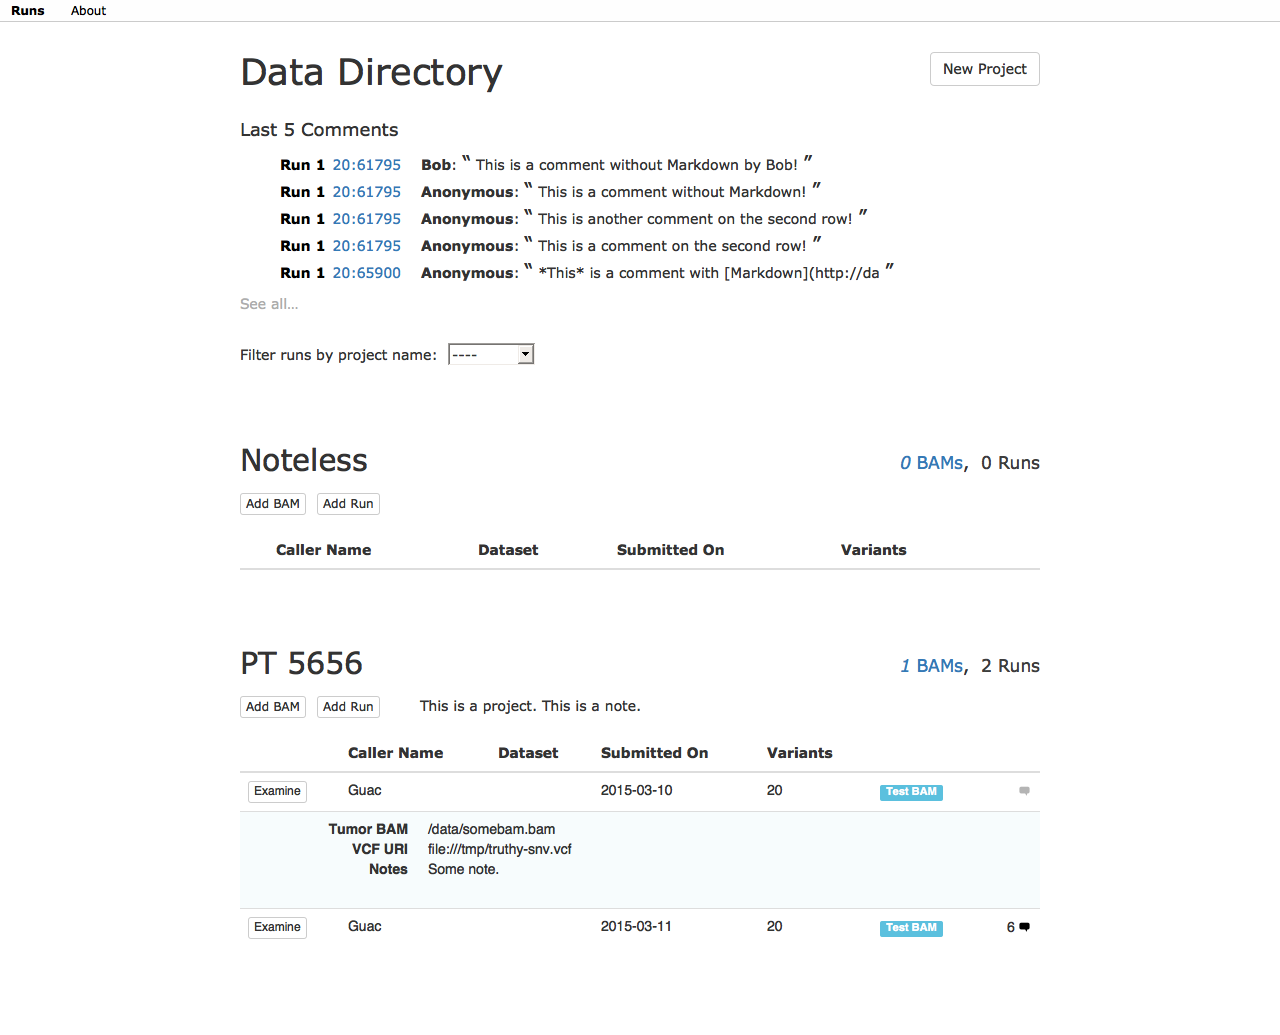 Runs About
Data Directory
New Project
Last 5 Comments
Run 1 20:61795 Bob: “ This is a comment without Markdown by Bob! ”
Run 1 20:61795 Anonymous: “ This is a comment without Markdown! ”
Run 1 20:61795 Anonymous: “ This is another comment on the second row! ”
Run 1 20:61795 Anonymous: “ This is a comment on the second row! ”
Run 1 20:65900 Anonymous: “ *This* is a comment with [Markdown](http://da ”
See all...
Filter runs by project name: ----
Noteless
0 BAMs, 0 Runs
Add BAM Add Run
Caller Name Dataset Submitted On Variants
PT 5656
1 BAMs, 2 Runs
Add BAM Add Run This is a project. This is a note.
Caller Name Dataset Submitted On Variants
Examine Guac 2015-03-10 20 Test BAM
Tumor BAM /data/somebam.bam
VCF URI file:///tmp/truthy-snv.vcf
Notes Some note.
Examine Guac 2015-03-11 20 Test BAM 6